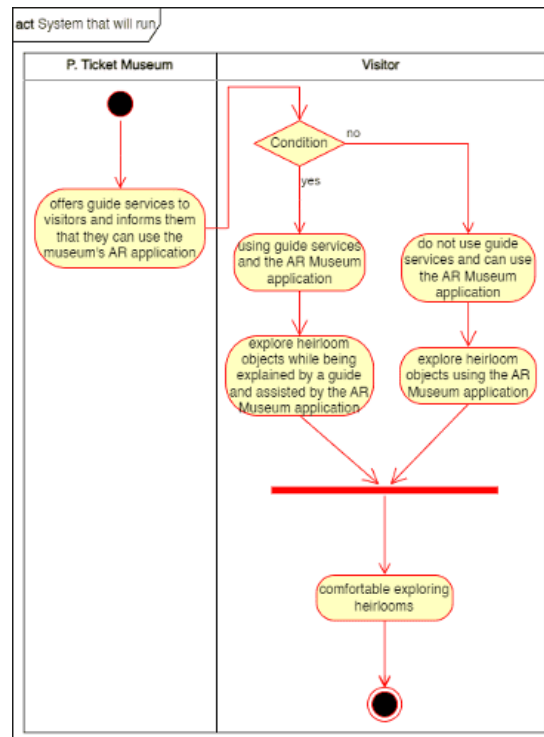 act System that will run
P. Ticket Museum
Visitor
offers guide services to
visitors and informs them
that they can use the
museum's AR application
Condition
no
yes
using guide services
and the AR Museum
application
do not use guide
services and can use
the AR Museum
application
explore heirloom
objects while being
explained by a guide
and assisted by the AR
Museum application
explore heirloom
objects using the AR
Museum application
comfortable exploring
heirlooms